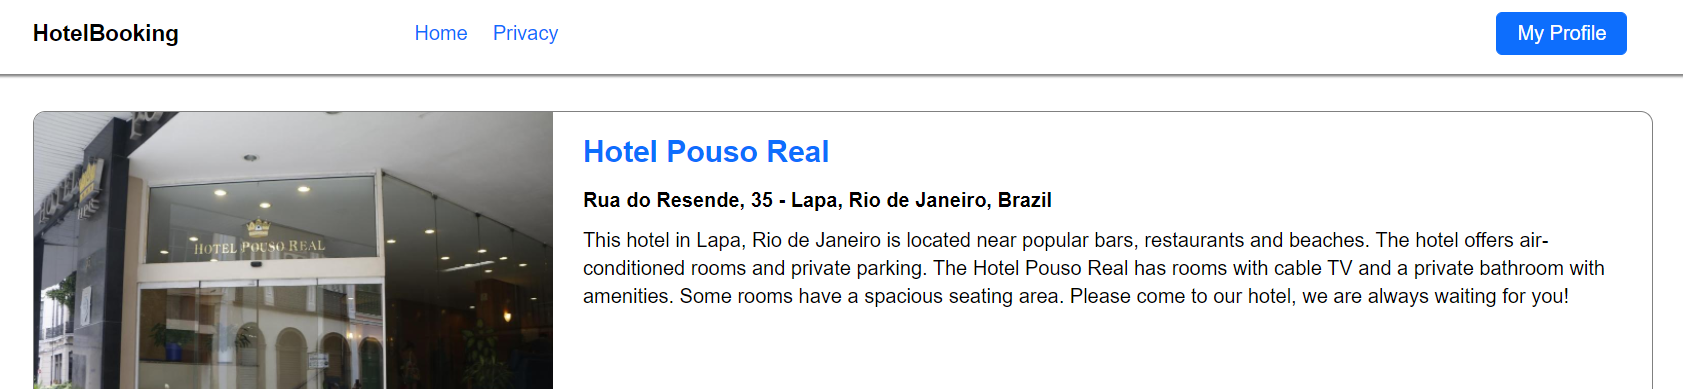 HotelBooking Home Privacy My Profile
HOTEL
HOTEL POUSO REAL
Hotel Pouso Real
Rua do Resende, 35 - Lapa, Rio de Janeiro, Brazil
This hotel in Lapa, Rio de Janeiro is located near popular bars, restaurants and beaches. The hotel offers air-
conditioned rooms and private parking. The Hotel Pouso Real has rooms with cable TV and a private bathroom with
amenities. Some rooms have a spacious seating area. Please come to our hotel, we are always waiting for you!